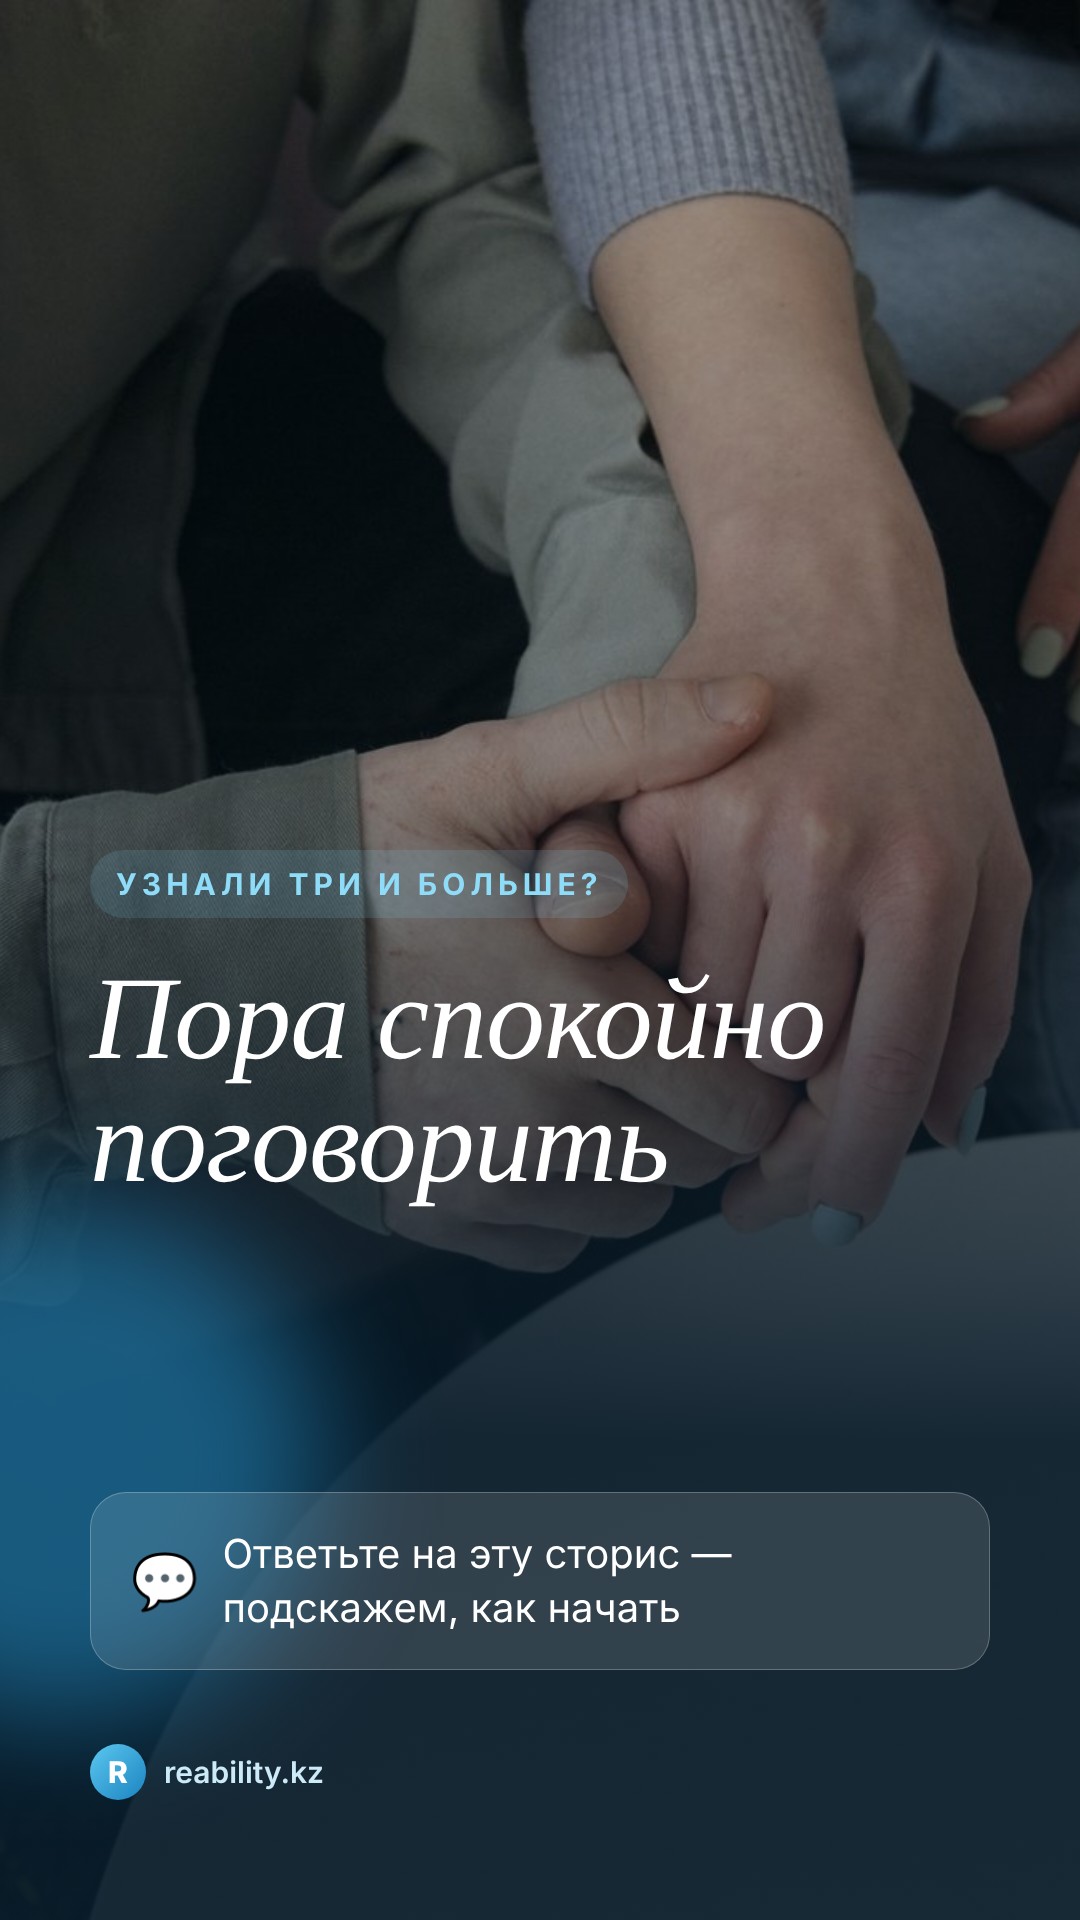 УЗНАЛИ ТРИ И БОЛЬШЕ?
Пора спокойно
поговорить
Ответьте на эту сторис —
подскажем, как начать
R reability.kz